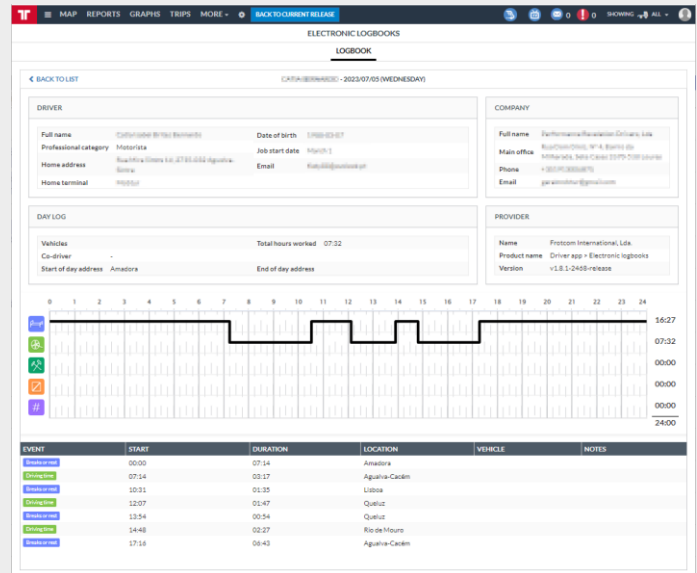 MAP REPORTS GRAPHS TRIPS MORE BACK TO CURRENT RELEASE 0 0 SHOWING ALL
ELECTRONIC LOGBOOKS
LOGBOOK
BACK TO LIST
- 2023/07/05 (WEDNESDAY)
DRIVER
Full name
Date of birth
Professional category Motorista
Job start date March 1
Home address
Email
Home terminal
COMPANY
Full name
Main office
Phone
Email
DAY LOG
Vehicles
Total hours worked 07:32
Co-driver -
Start of day address Amadora
End of day address
PROVIDER
Name Frotcom International, Lda.
Product name Driver app > Electronic logbooks
Version v1.8.1-2468-release
0 1 2 3 4 5 6 7 8 9 10 11 12 13 14 15 16 17 18 19 20 21 22 23 24
16:27
07:32
00:00
00:00
# 00:00
24:00
EVENT START DURATION LOCATION VEHICLE NOTES
Breaks or rest 00:00 07:14 Amadora
Driving time 07:14 03:17 Agualva-Cacém
Breaks or rest 10:31 01:35 Lisboa
Driving time 12:07 01:47 Queluz
Breaks or rest 13:54 00:54 Queluz
Driving time 14:48 02:27 Rio de Mouro
Breaks or rest 17:16 06:43 Agualva-Cacém